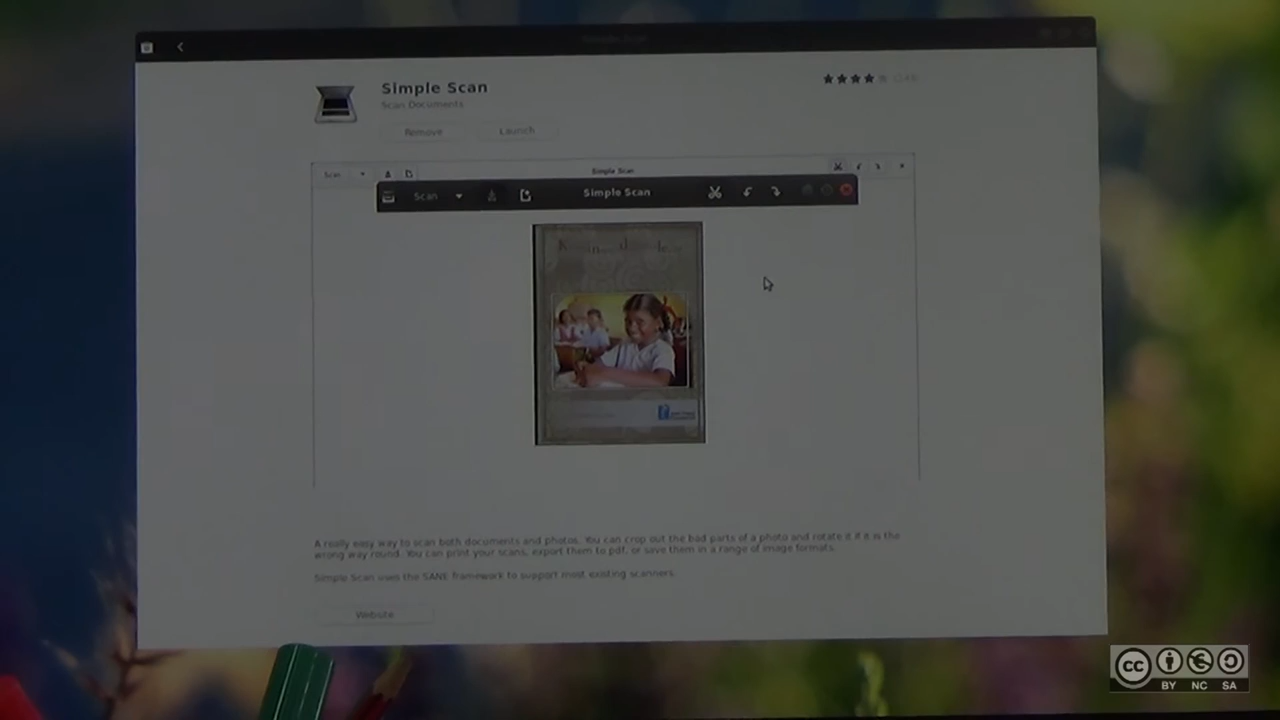 Simple Scan
Scan Documents
Remove
Launch
Scan
Simple Scan
Scan
Simple Scan
A really easy way to scan both documents and photos. You can crop out the bad parts of a photo and rotate it if it is the
wrong way round. You can print your scans, export them to pdf, or save them in a range of image formats.
Simple Scan uses the SANE framework to support most existing scanners.
Website
cc
BY NC SA